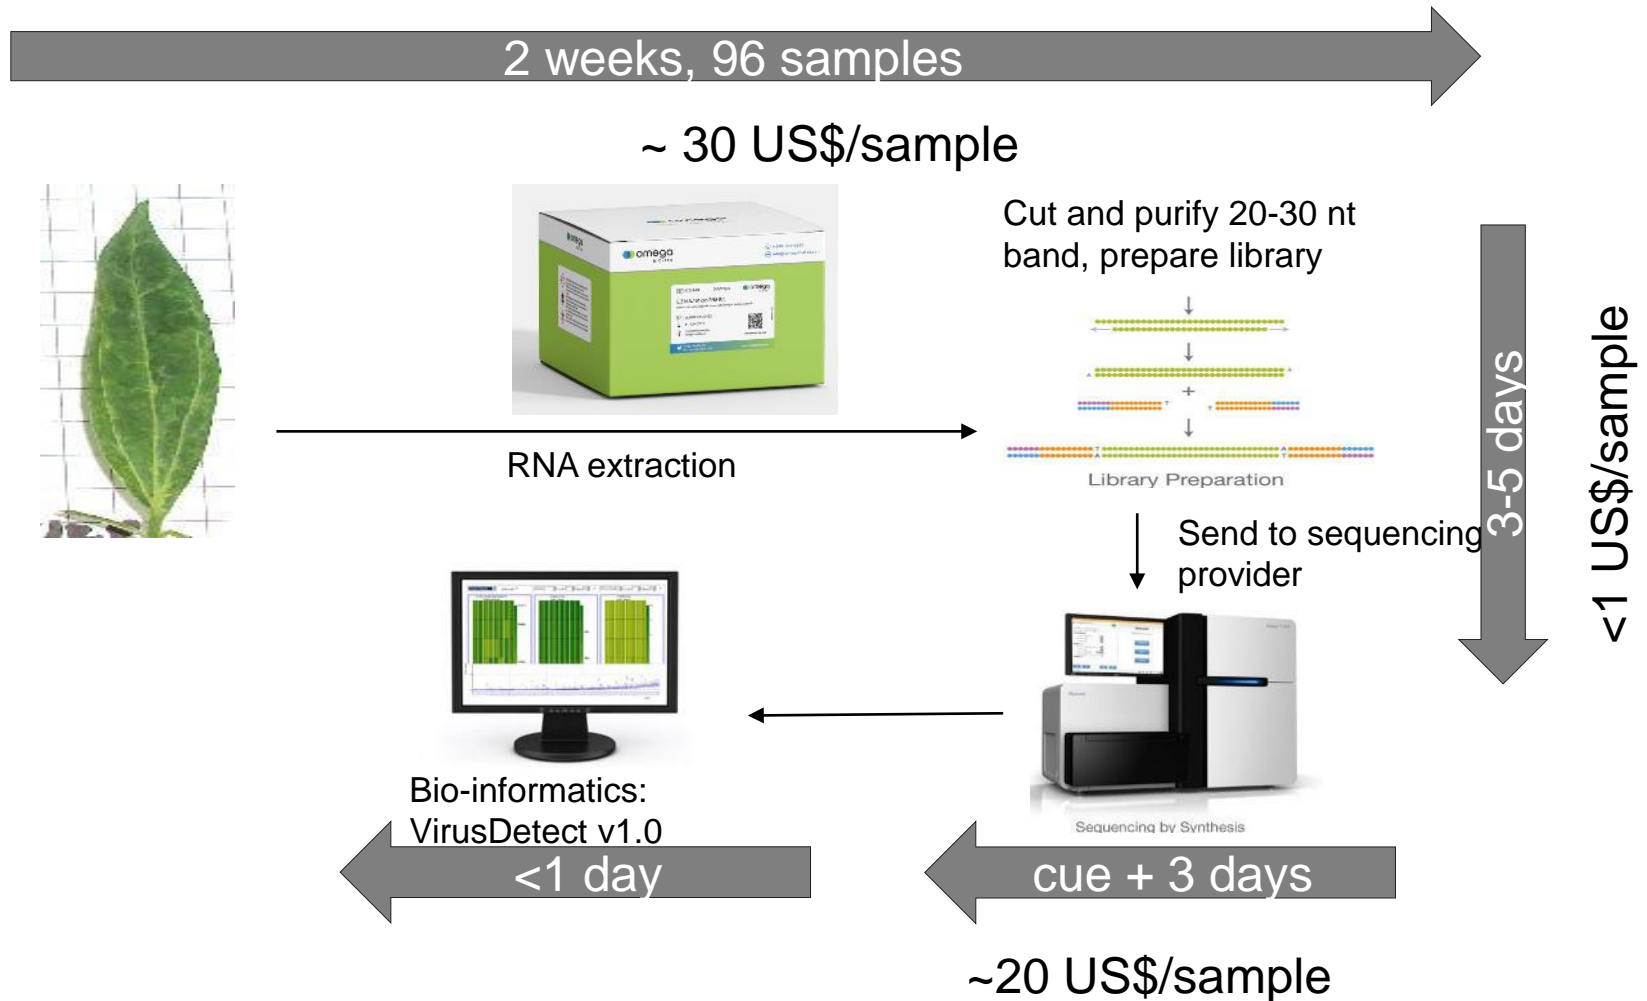 2 weeks, 96 samples
~ 30 US$/sample
omega
omega
omega
Cut and purify 20-30 nt
band, prepare library
A
A
+
T
T
T
A
A
T
Library Preparation
RNA extraction
3-5 days
<1 US$/sample
Send to sequencing
provider
Bio-informatics:
VirusDetect v1.0
Sequencing by Synthesis
<1 day
cue + 3 days
~20 US$/sample